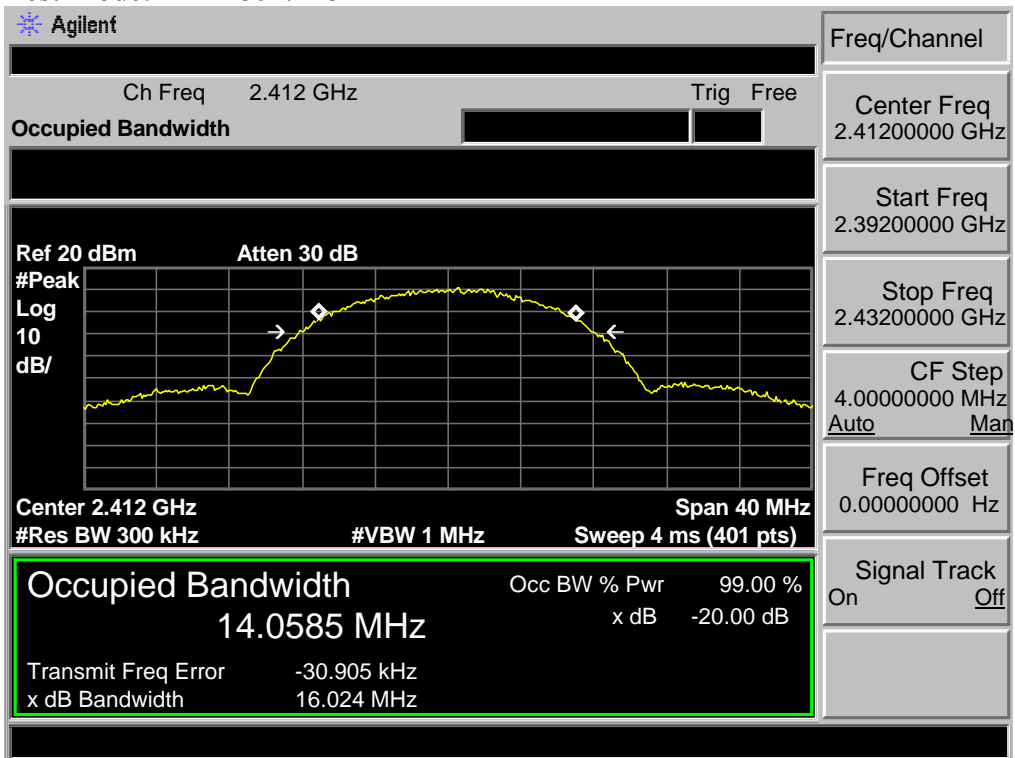 Agilent
Freq/Channel
Ch Freq 2.412 GHz Trig Free
Occupied Bandwidth
Center Freq
2.41200000 GHz
Start Freq
2.39200000 GHz
Ref 20 dBm Atten 30 dB
#Peak
Log
10
dB/
Stop Freq
2.43200000 GHz
CF Step
4.00000000 MHz
Auto Man
Freq Offset
0.00000000 Hz
Center 2.412 GHz Span 40 MHz
#Res BW 300 kHz #VBW 1 MHz Sweep 4 ms (401 pts)
Signal Track
On Off
Occupied Bandwidth
14.0585 MHz
Occ BW % Pwr 99.00 %
x dB -20.00 dB
Transmit Freq Error -30.905 kHz
x dB Bandwidth 16.024 MHz